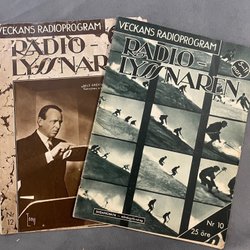 VECKANS RADIOPROGRAM
RADIO-
LYSSNAREN
VECKANS RADIOPROGRAM
RADIO-
LYSSNAREN
Nr 10
25 öre